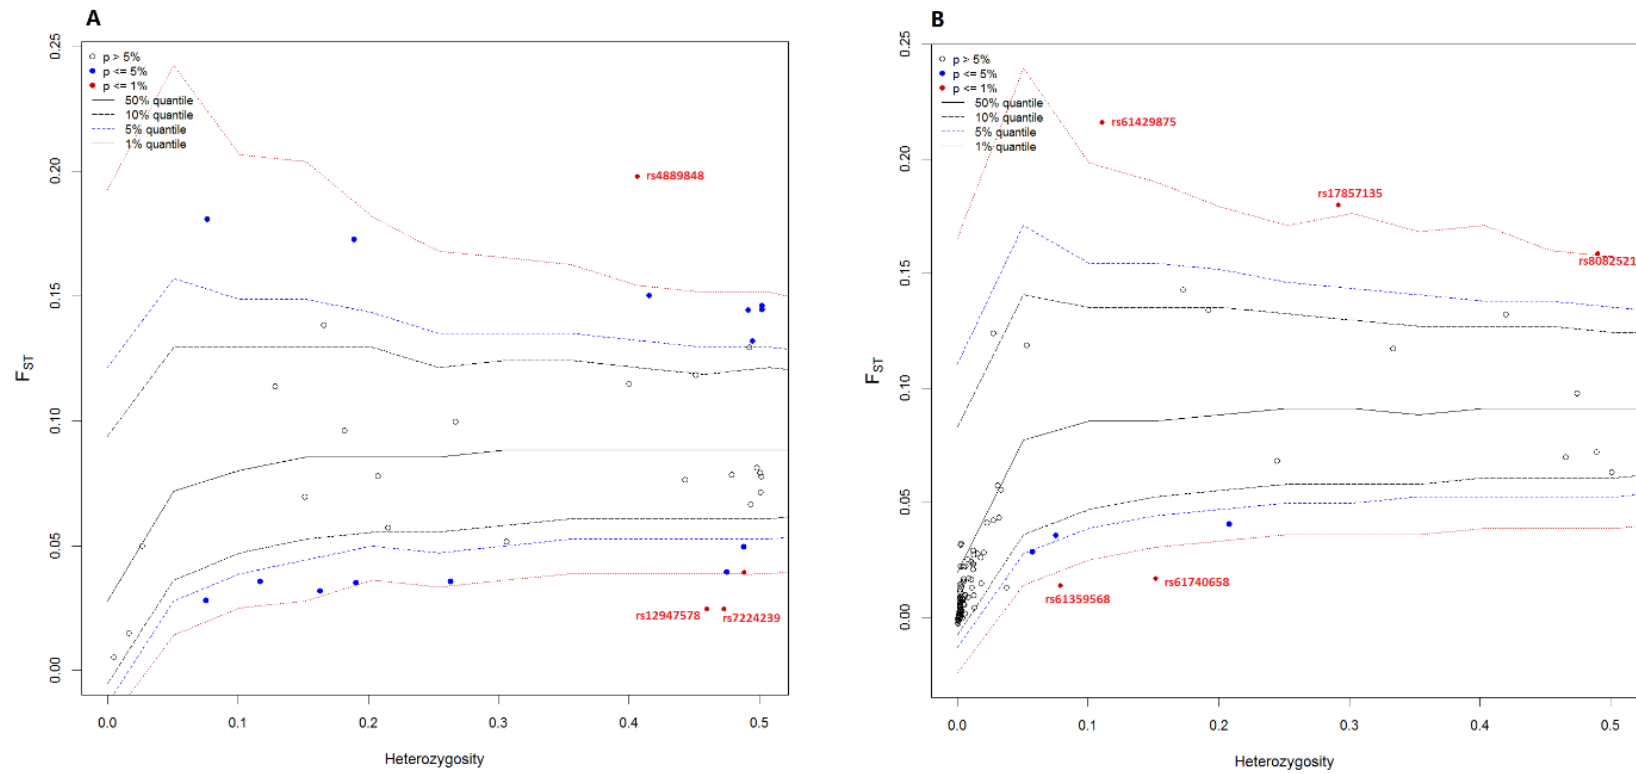 A
0.25
0.20
0.15
0.10
0.05
0.00
FST
p > 5%
p <= 5%
p <= 1%
50% quantile
10% quantile
5% quantile
1% quantile
rs4889848
rs12947578
rs7224239
0.0
0.1
0.2
0.3
0.4
0.5
Heterozygosity
B
0.25
0.20
0.15
0.10
0.05
0.00
FST
p > 5%
p <= 5%
p <= 1%
50% quantile
10% quantile
5% quantile
1% quantile
rs61429875
rs17857135
rs8082521
rs61740658
rs61359568
0.0
0.1
0.2
0.3
0.4
0.5
Heterozygosity